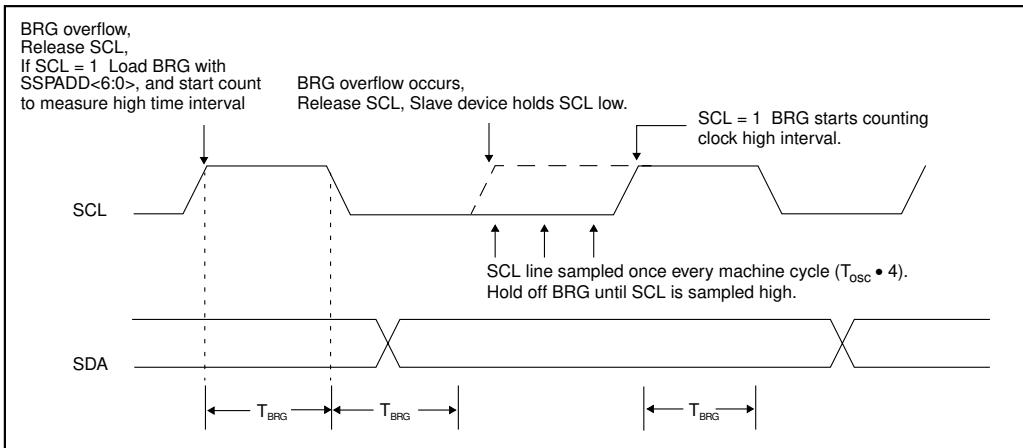 BRG overflow,
Release SCL,
If SCL = 1 Load BRG with
SSPADD<6:0>, and start count
to measure high time interval
BRG overflow occurs,
Release SCL, Slave device holds SCL low.
SCL = 1 BRG starts counting
clock high interval.
SCL
SCL line sampled once every machine cycle (Tosc • 4).
Hold off BRG until SCL is sampled high.
SDA
TBRG
TBRG
TBRG